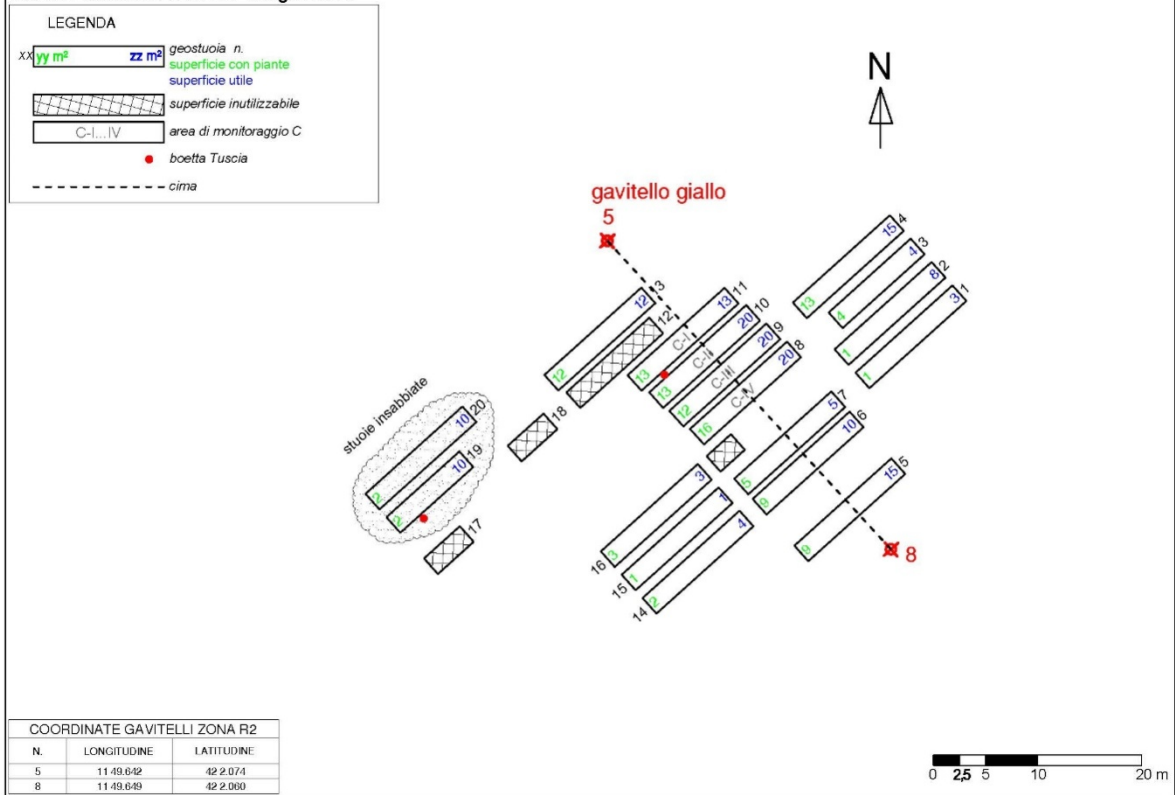 LEGENDA
XX yy m² zz m² geostuoia n.
superficie con piante
superficie utile
superficie inutilizzabile
C-I...IV area di monitoraggio C
boetta Tuscia
cima
N
gavitello giallo
5
15 4
4 3
8 2
3 1
13
4
1
1
12 13
12
13 11
20 10
20 9
20 8
C-I
C-II
C-III
C-IV
12
13
13
12
16
18
stuoie insabbiate
10 20
10 19
2
2
17
5 7
10 6
15 5
5
9
9
8
3
1
4
16 3
15 1
14 2
COORDINATE GAVITELLI ZONA R2
N. LONGITUDINE LATITUDINE
5 11 49.642 42 2.074
8 11 49.649 42 2.060
0 2,5 5 10 20 m